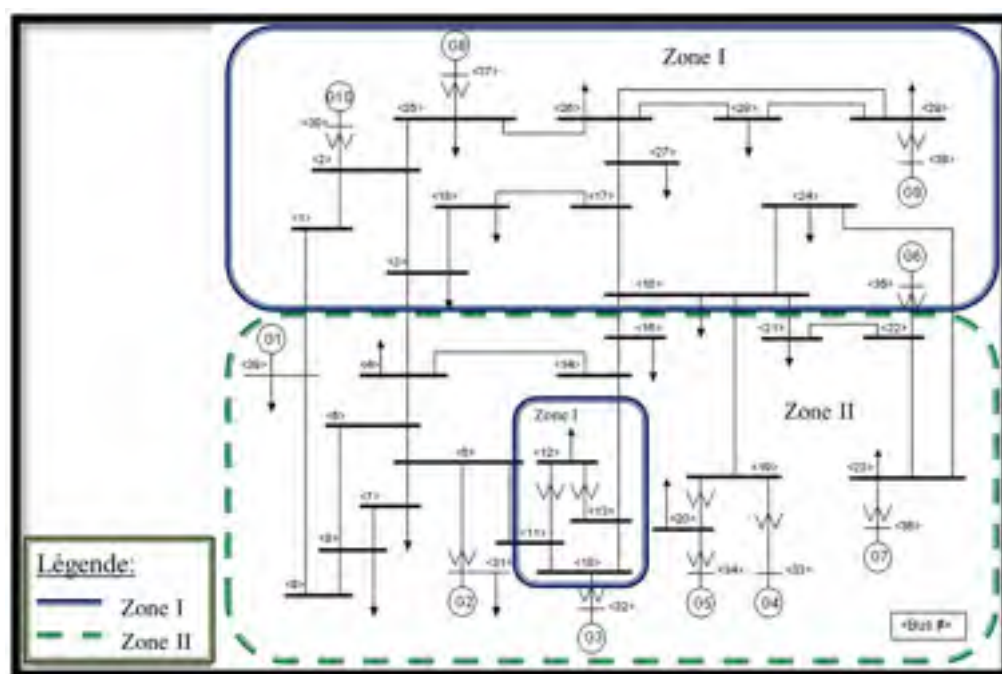 G8
Zone I
<37>
G10
<30>
<25>
<26>
<28>
<29>
<38>
G9
<2>
<27>
<18>
<17>
<24>
<1>
<3>
G6
<16>
<35>
G1
<21>
<22>
<39>
<4>
<14>
Zone I
Zone II
<6>
<5>
<12>
<19>
<23>
<7>
<13>
<20>
<36>
<11>
G7
<8>
<31>
<10>
<34>
<33>
<9>
G2
<32>
G5
G4
G3
<Bus #>
Légende:
Zone I
Zone II